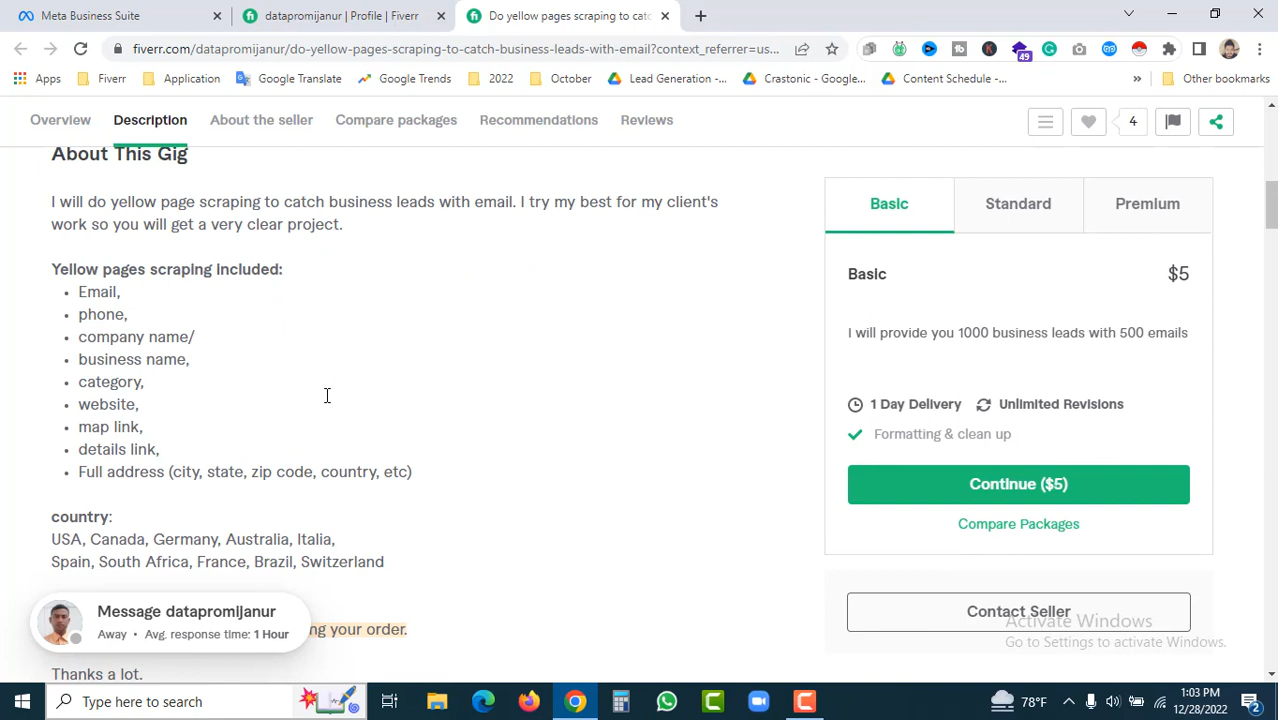 Meta Business Suite
datapromijanur | Profile | Fiverr
Do yellow pages scraping to catc
fiverr.com/datapromijanur/do-yellow-pages-scraping-to-catch-business-leads-with-email?context_referrer=us...
49
Apps
Fiverr
Application
Google Translate
Google Trends
2022
October
Lead Generation -...
Crastonic - Google...
Content Schedule -...
»
Other bookmarks
Overview
Description
About the seller
Compare packages
Recommendations
Reviews
4
About This Gig
I will do yellow page scraping to catch business leads with email. I try my best for my client's
work so you will get a very clear project.
Yellow pages scraping included:
• Email,
• phone,
• company name/
• business name,
• category,
• website,
• map link,
• details link,
• Full address (city, state, zip code, country, etc)
country:
USA, Canada, Germany, Australia, Italia,
Spain, South Africa, France, Brazil, Switzerland
ng your order.
Thanks a lot.
Message datapromijanur
Away • Avg. response time: 1 Hour
Basic
Standard
Premium
Basic
$5
I will provide you 1000 business leads with 500 emails
1 Day Delivery
Unlimited Revisions
Formatting & clean up
Continue ($5)
Compare Packages
Contact Seller
Activate Windows
Go to Settings to activate Windows.
Type here to search
78°F
1:03 PM
12/28/2022
2